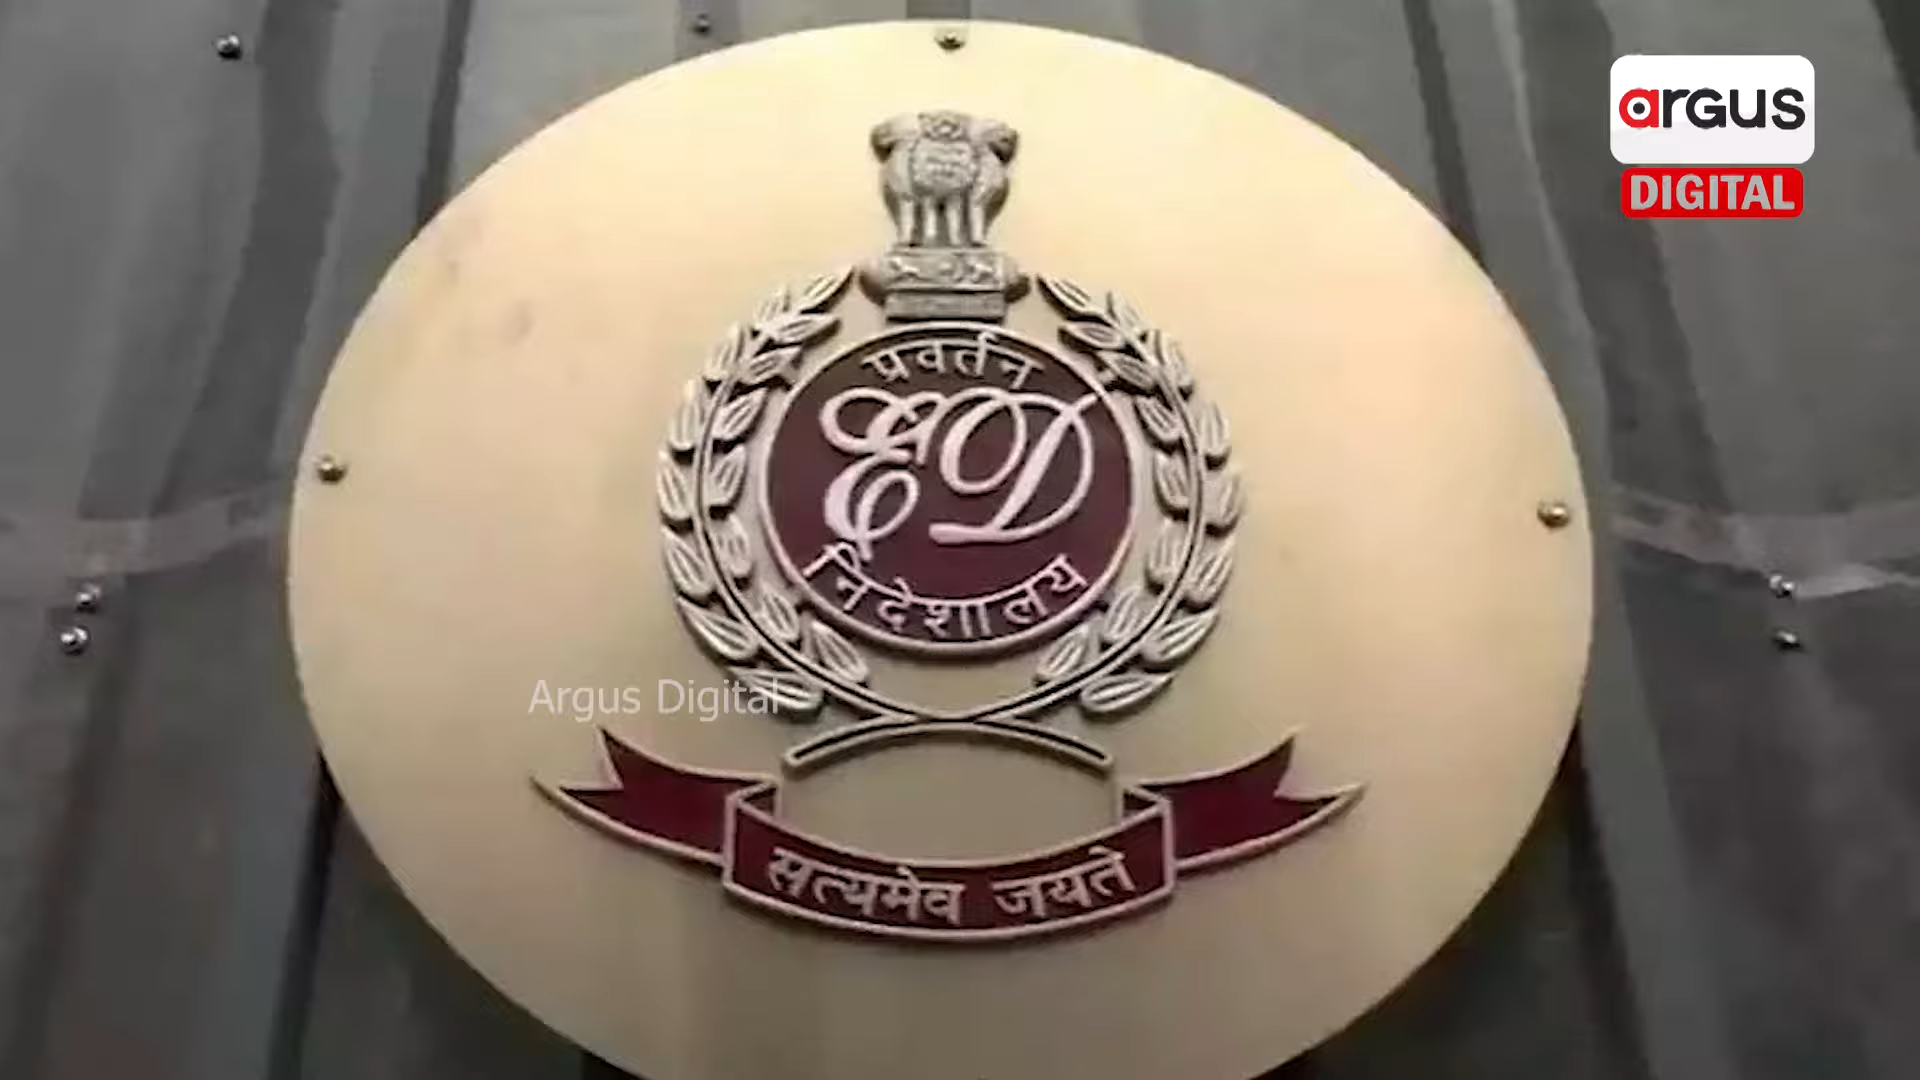 argus
DIGITAL
प्रवर्तन
ED
निदेशालय
Argus Digital
सत्यमेव जयते